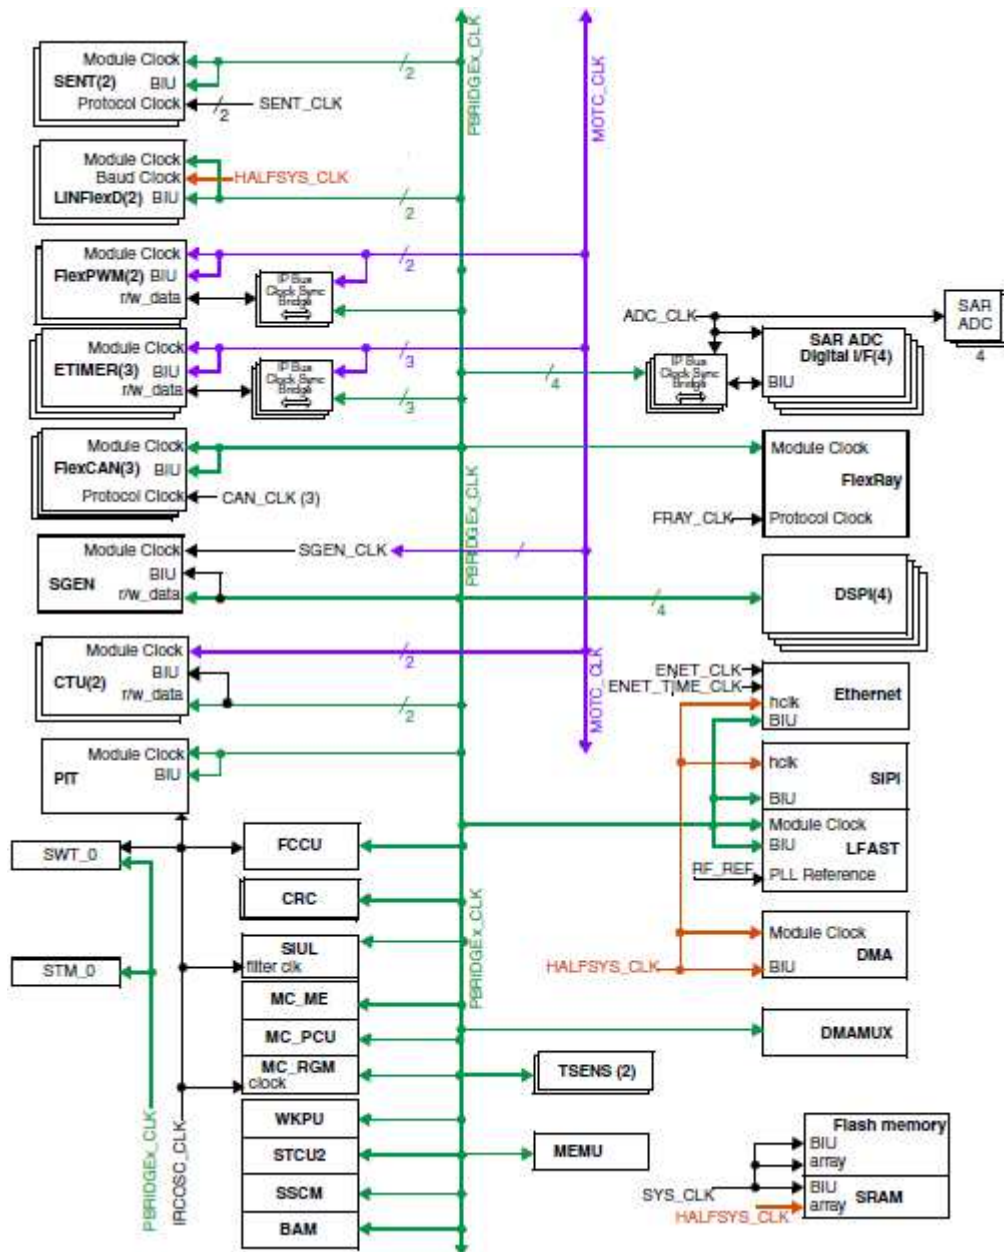 PBRIDGEx_CLK
MOTC_CLK
Module Clock
SENT(2) BIU
Protocol Clock
2
2
SENT_CLK
Module Clock
Baud Clock
LINFlexD(2) BIU
HALFSYS_CLK
2
Module Clock
FlexPWM(2) BIU
r/w_data
IP Bus
Clock Sync
Bridge
2
Module Clock
ETIMER(3) BIU
r/w_data
IP Bus
Clock Sync
Bridge
3
3
ADC_CLK
SAR
ADC
4
SAR ADC
Digital I/F(4)
BIU
IP Bus
Clock Sync
Bridge
4
Module Clock
FlexCAN(3) BIU
Protocol Clock
CAN_CLK (3)
PBRIDGEx_CLK
Module Clock
FlexRay
Protocol Clock
FRAY_CLK
Module Clock
SGEN BIU
r/w_data
SGEN_CLK
4
DSPI(4)
Module Clock
CTU(2) BIU
r/w_data
2
2
MOTC_CLK
ENET_CLK
ENET_TIME_CLK
Ethernet
hclk
BIU
Module Clock
PIT BIU
hclk SIPI
BIU
Module Clock
BIU LFAST
RF_REF PLL Reference
SWT_0
STM_0
FCCU
CRC
SIUL
filter clk
MC_ME
MC_PCU
MC_RGM
clock
WKPU
STCU2
SSCM
BAM
PBRIDGEx_CLK
IRCOSC_CLK
PBRIDGEx_CLK
HALFSYS_CLK
Module Clock
DMA
BIU
DMAMUX
TSENS (2)
MEMU
Flash memory
BIU
array
BIU
SRAM
array
SYS_CLK
HALFSYS_CLK